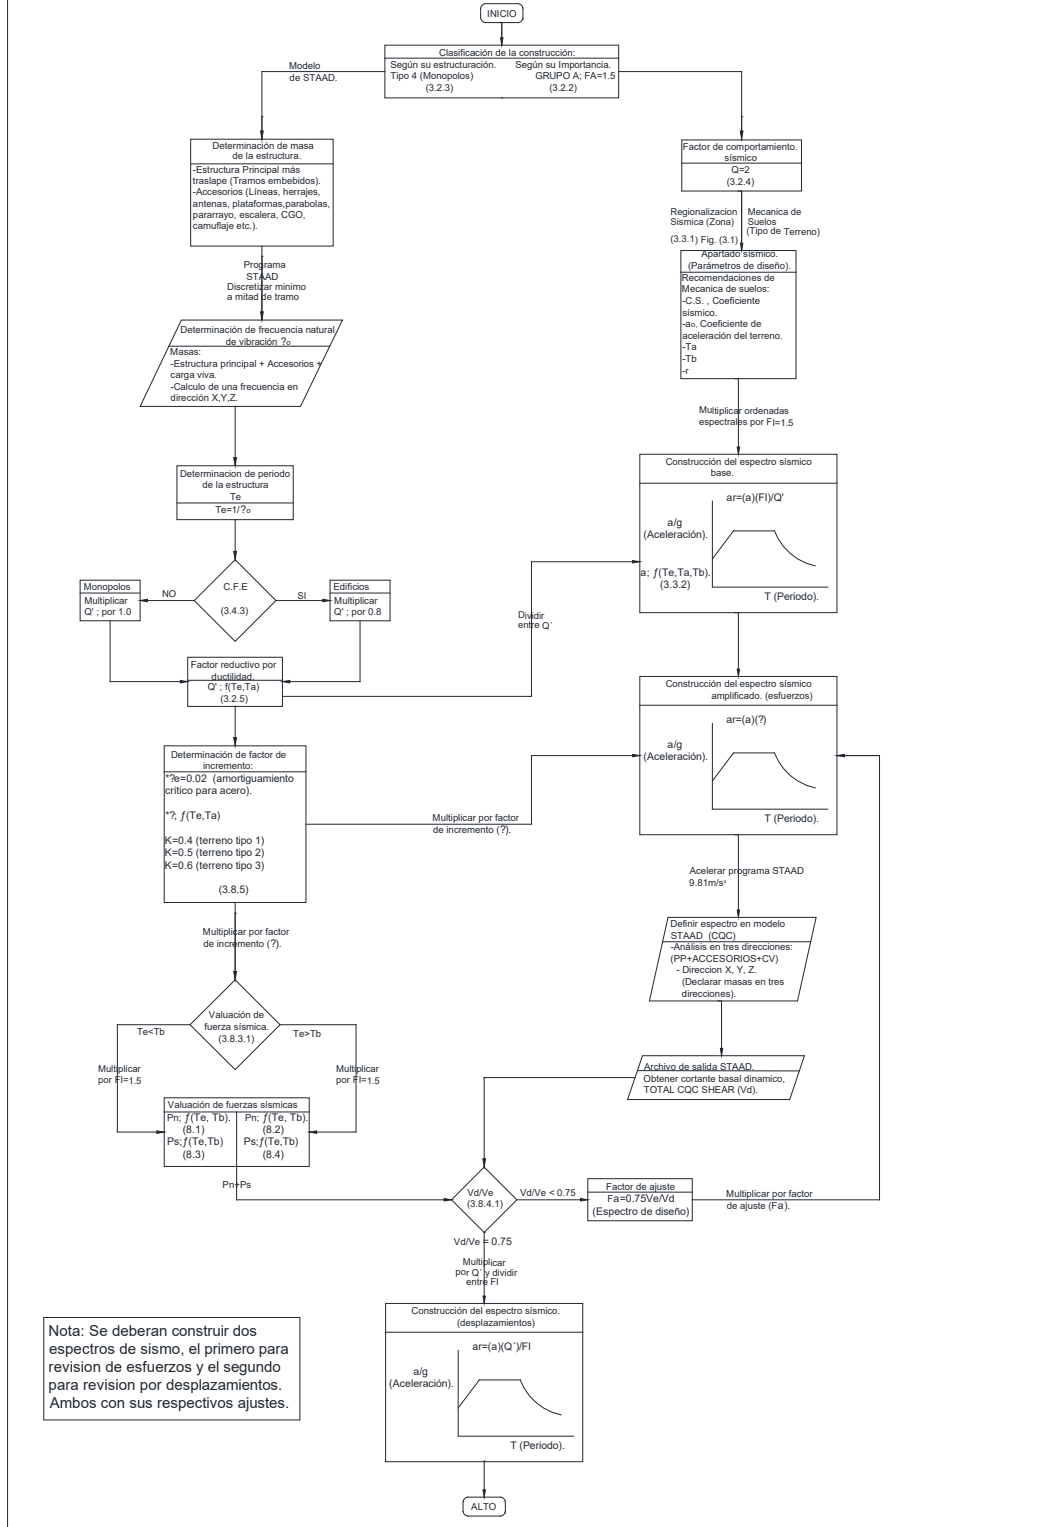 INICIO
Clasificación de la construcción:
Según su estructuración.
Tipo 4 (Monopolos)
(3.2.3)
Según su Importancia.
GRUPO A; FA=1.5
(3.2.2)
Modelo
de STAAD.
Determinación de masa
de la estructura.
-Estructura Principal más
traslape (Tramos embebidos).
-Accesorios (Líneas, herrajes,
antenas, plataformas,parabolas,
pararrayo, escalera, CGO,
camuflaje etc.).
Factor de comportamiento.
sísmico
Q=2
(3.2.4)
Regionalizacion
Sismica (Zona)
(3.3.1) Fig. (3.1)
Mecanica de
Suelos
(Tipo de Terreno)
Programa
STAAD
Discretizar minimo
a mitad de tramo
Apartado sísmico.
(Parámetros de diseño).
Recomendaciones de
Mecanica de suelos:
-C.S. , Coeficiente
sísmico.
-ao, Coeficiente de
aceleración del terreno.
-Ta
-Tb
-r
Determinación de frecuencia natural
de vibración ?o
Masas:
-Estructura principal + Accesorios +
carga viva.
-Calculo de una frecuencia en
dirección X,Y,Z.
Multiplicar ordenadas
espectrales por FI=1.5
Determinacion de periodo
de la estructura
Te
Te=1/?o
Construcción del espectro sísmico
base.
ar=(a)(FI)/Q'
a/g
(Aceleración).
a; ƒ(Te,Ta,Tb).
(3.3.2)
T (Periodo).
C.F.E
(3.4.3)
NO
SI
Monopolos
Multiplicar
Q' ; por 1.0
Edificios
Multiplicar
Q' ; por 0.8
Dividir
entre Q´
Factor reductivo por
ductilidad.
Q' ; f(Te,Ta)
(3.2.5)
Construcción del espectro sísmico
amplificado. (esfuerzos)
ar=(a)(?)
a/g
(Aceleración).
T (Periodo).
Determinación de factor de
incremento:
*?e=0.02 (amortiguamiento
critico para acero).
*?; ƒ(Te,Ta)
K=0.4 (terreno tipo 1)
K=0.5 (terreno tipo 2)
K=0.6 (terreno tipo 3)
(3.8.5)
Multiplicar por factor
de incremento (?).
Acelerar programa STAAD
9.81m/s²
Multiplicar por factor
de incremento (?).
Definir espectro en modelo
STAAD (CQC)
-Análisis en tres direcciones:
(PP+ACCESORIOS+CV)
- Direccion X, Y, Z.
(Declarar masas en tres
direcciones).
Valuación de
fuerza sísmica.
(3.8.3.1)
Te<Tb
Te>Tb
Multiplicar
por FI=1.5
Multiplicar
por FI=1.5
Archivo de salida STAAD.
Obtener cortante basal dinamico,
TOTAL CQC SHEAR (Vd).
Valuación de fuerzas sísmicas
Pn; ƒ(Te, Tb).
(8.1)
Ps;ƒ(Te,Tb)
(8.3)
Pn; ƒ(Te, Tb).
(8.2)
Ps;ƒ(Te,Tb)
(8.4)
Pn+Ps
Vd/Ve
(3.8.4.1)
Vd/Ve < 0.75
Factor de ajuste
Fa=0.75Ve/Vd
(Espectro de diseño)
Multiplicar por factor
de ajuste (Fa).
Vd/Ve = 0.75
Multiplicar
por Q´ y dividir
entre FI
Construcción del espectro sísmico.
(desplazamientos)
ar=(a)(Q´)/FI
a/g
(Aceleración).
T (Periodo).
Nota: Se deberan construir dos
espectros de sismo, el primero para
revision de esfuerzos y el segundo
para revision por desplazamientos.
Ambos con sus respectivos ajustes.
ALTO